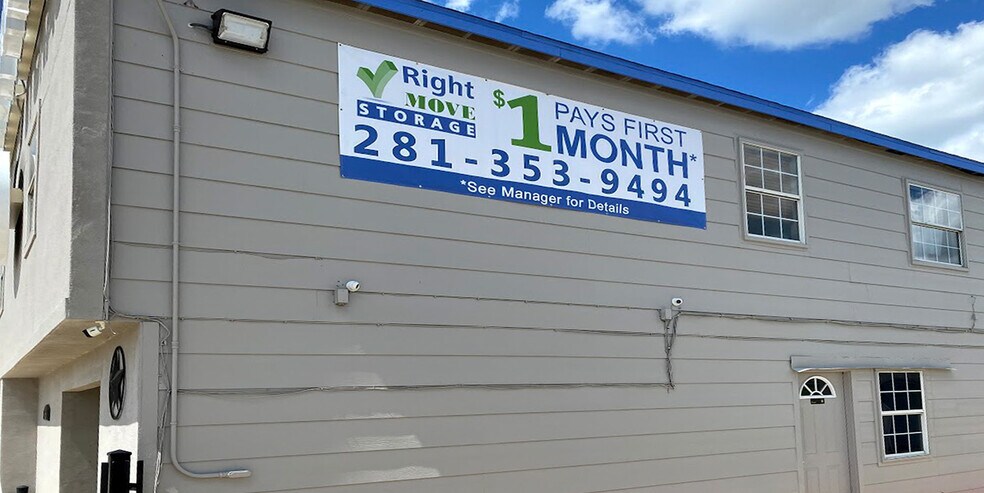 Right
MOVE
STORAGE
$1 PAYS FIRST
MONTH*
281-353-9494
*See Manager for Details